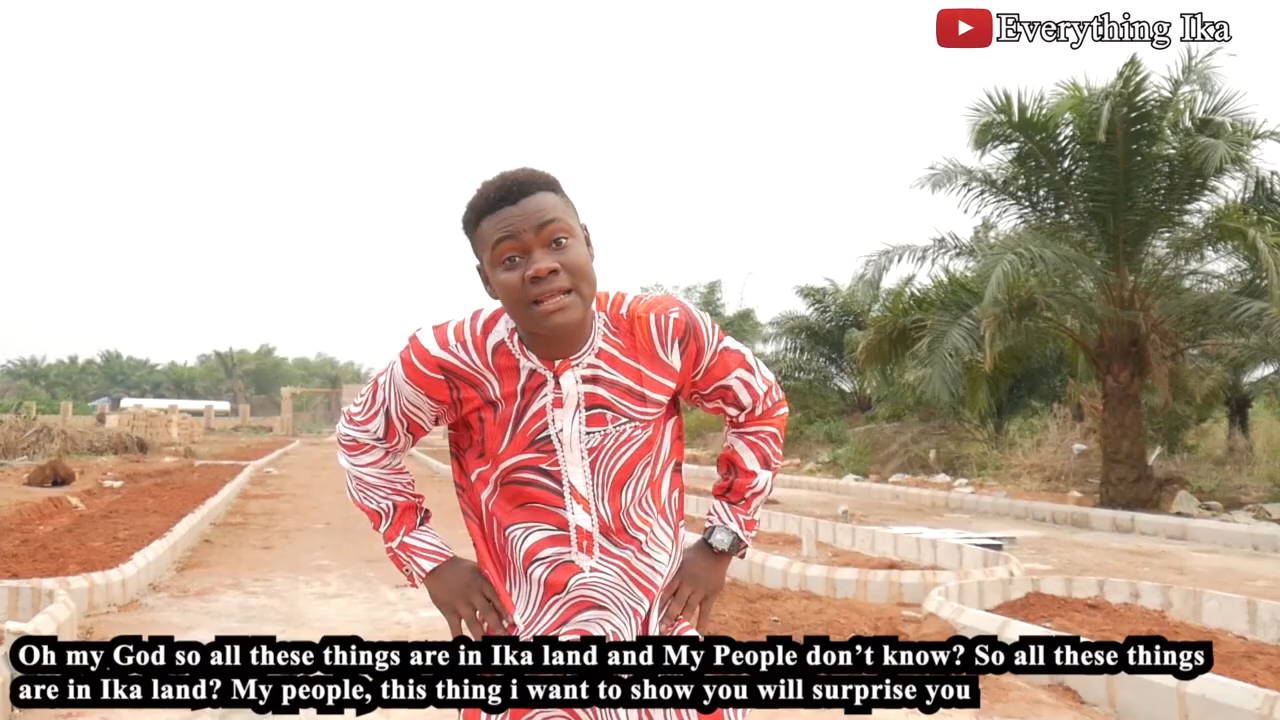 Everything Ika
Oh my God so all these things are in Ika land and My People don’t know? So all these things
are in Ika land? My people, this thing i want to show you will surprise you